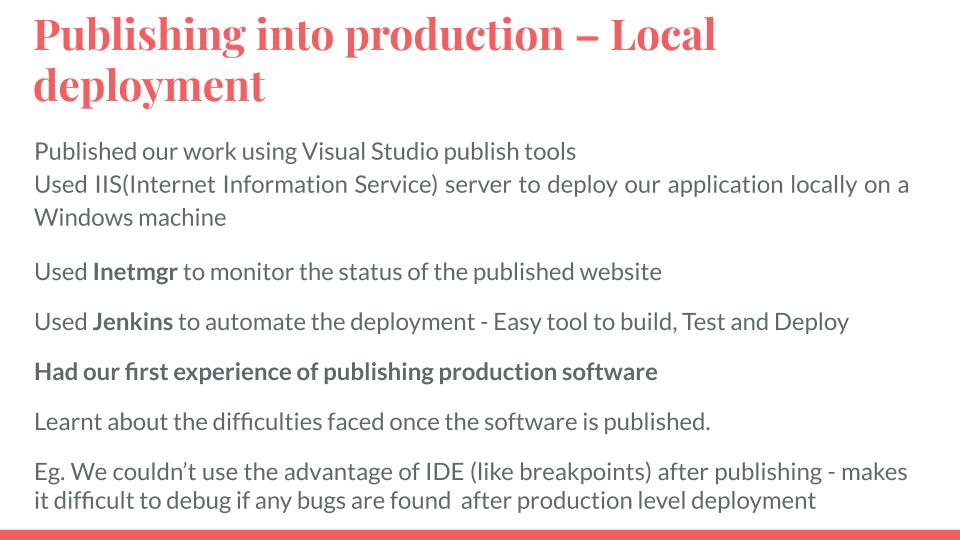 Publishing into production – Local
deployment
Published our work using Visual Studio publish tools
Used IIS(Internet Information Service) server to deploy our application locally on a
Windows machine
Used Inetmgr to monitor the status of the published website
Used Jenkins to automate the deployment - Easy tool to build, Test and Deploy
Had our first experience of publishing production software
Learnt about the difficulties faced once the software is published.
Eg. We couldn’t use the advantage of IDE (like breakpoints) after publishing - makes
it difficult to debug if any bugs are found  after production level deployment